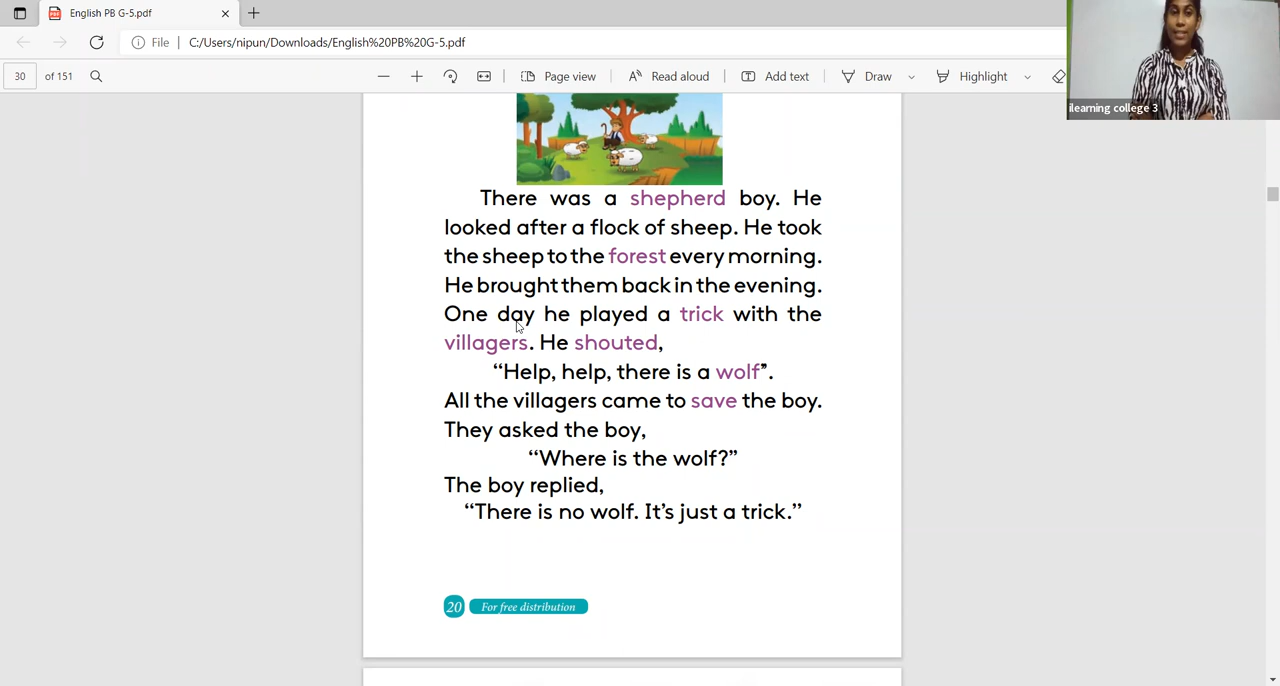 English PB G-5.pdf
File | C:/Users/nipun/Downloads/English%20PB%20G-5.pdf
30 of 151 Page view Read aloud Add text Draw Highlight
ilearning college 3
There was a shepherd boy. He
looked after a flock of sheep. He took
the sheep to the forest every morning.
He brought them back in the evening.
One day he played a trick with the
villagers. He shouted,
“Help, help, there is a wolf”.
All the villagers came to save the boy.
They asked the boy,
“Where is the wolf?”
The boy replied,
“There is no wolf. It’s just a trick.”
20 For free distribution